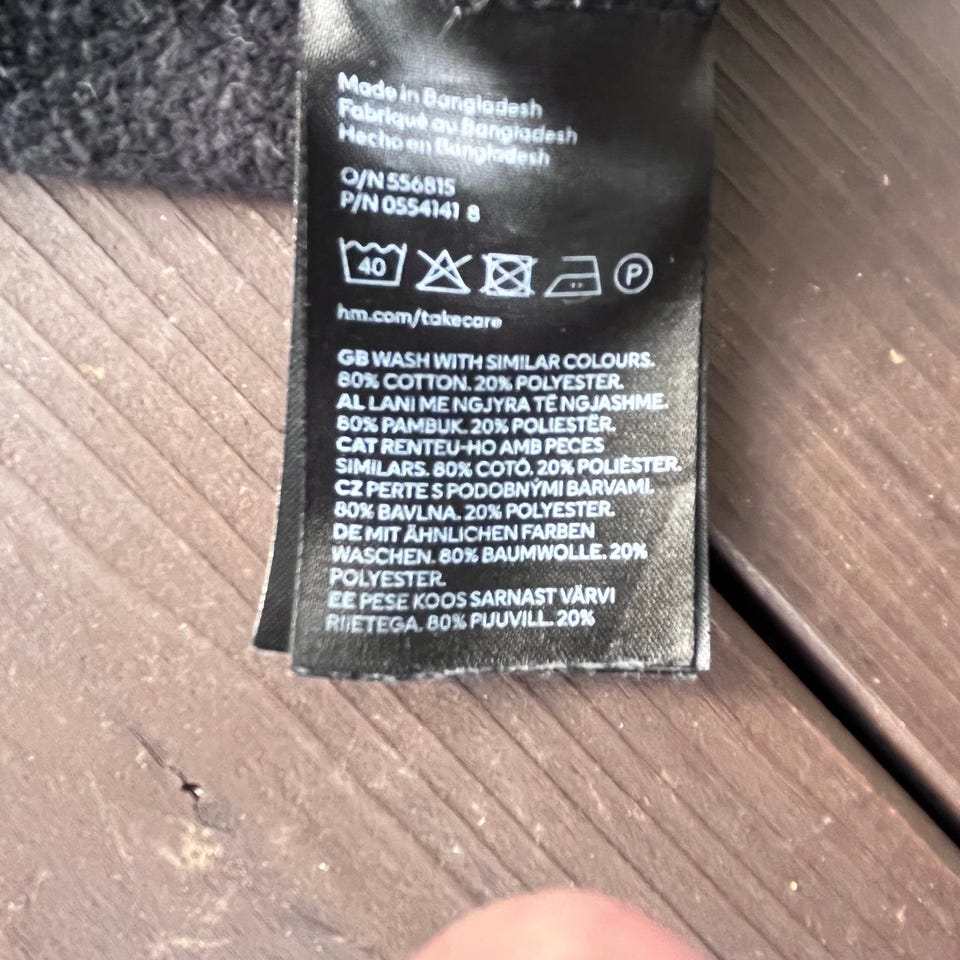 Made in Bangladesh
Fabriqué au Bangladesh
Hecho en Bangladesh
O/N 556815
P/N 0554141 8
40 P
hm.com/takecare
GB WASH WITH SIMILAR COLOURS.
80% COTTON. 20% POLYESTER.
AL LANI ME NGJYRA TË NGJASHME.
80% PAMBUK. 20% POLIESTËR.
CAT RENTEU-HO AMB PECES
SIMILARS. 80% COTÓ. 20% POLIÈSTER.
CZ PERTE S PODOBNÝMI BARVAMI.
80% BAVLNA. 20% POLYESTER.
DE MIT ÄHNLICHEN FARBEN
WASCHEN. 80% BAUMWOLLE. 20%
POLYESTER.
EE PESE KOOS SARNAST VÄRVI
RIIETEGA. 80% PUUVILL. 20%